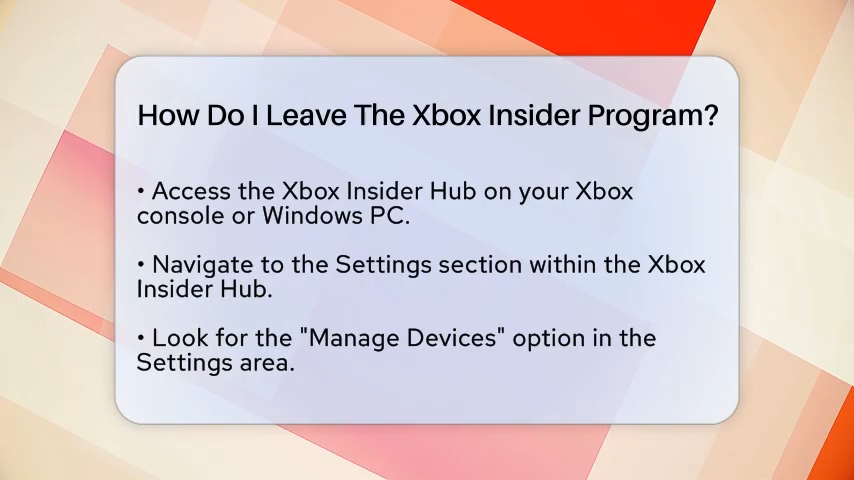 How Do I Leave The Xbox Insider Program?
• Access the Xbox Insider Hub on your Xbox
console or Windows PC.
• Navigate to the Settings section within the Xbox
Insider Hub.
• Look for the "Manage Devices" option in the
Settings area.